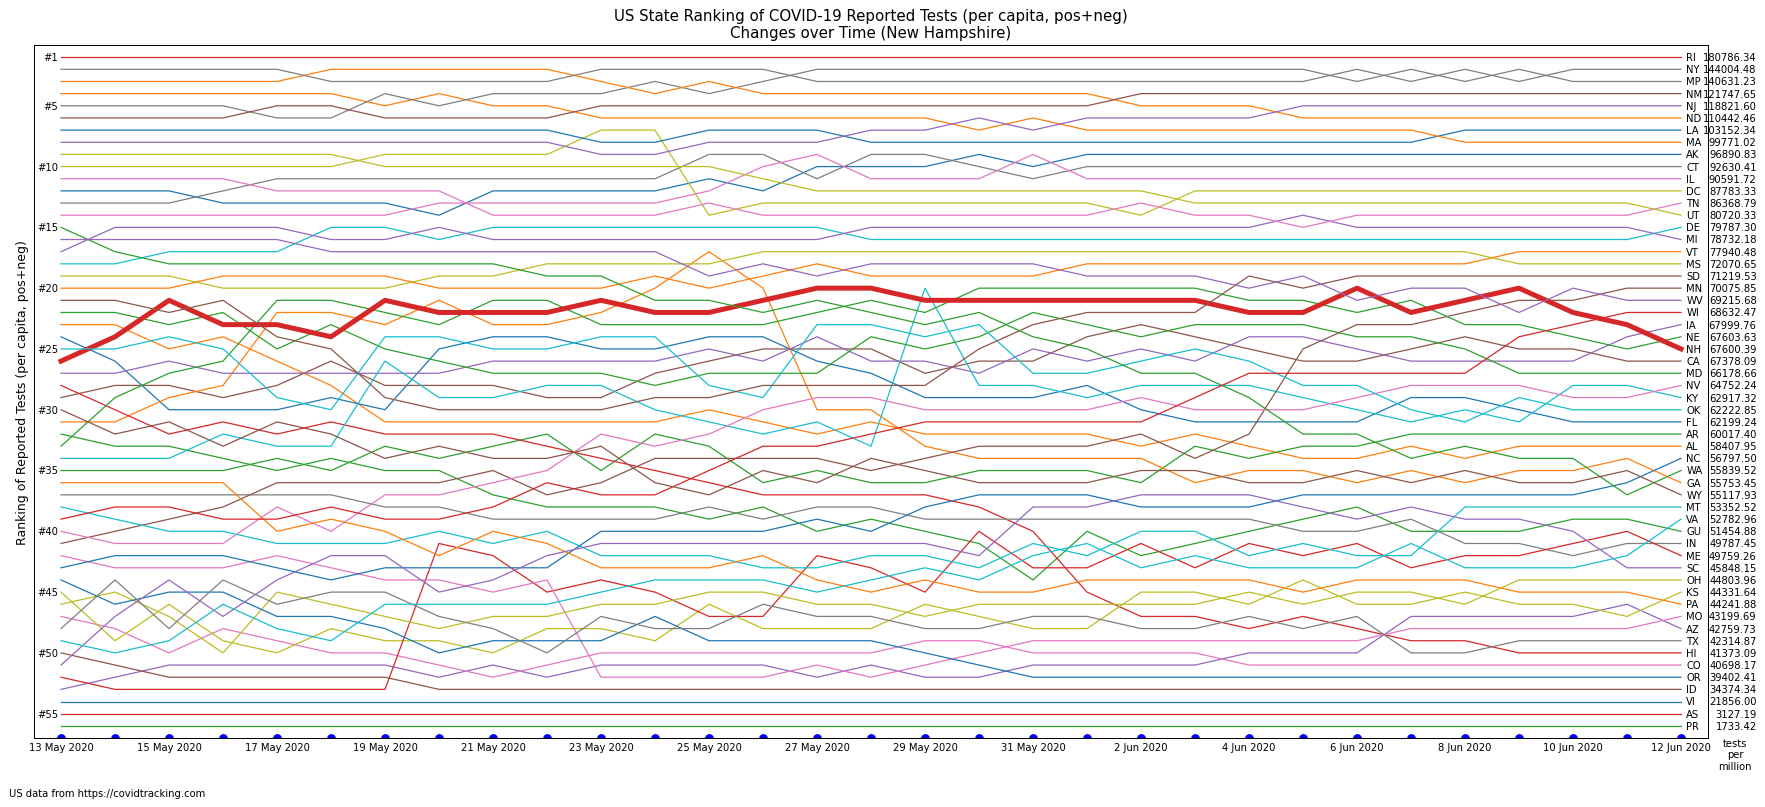 US State Ranking of COVID-19 Reported Tests (per capita, pos+neg)
Changes over Time (New Hampshire)
Ranking of Reported Tests (per capita, pos+neg)
#1
#5
#10
#15
#20
#25
#30
#35
#40
#45
#50
#55
RI 180786.34
NY 144004.48
MP 140631.23
NM 121747.65
NJ 118821.60
ND 110442.46
LA 103152.34
MA 99771.02
AK 96890.83
CT 92630.41
IL 90591.72
DC 87783.33
TN 86368.79
UT 80720.33
DE 79787.30
MI 78732.18
VT 77940.48
MS 72070.65
SD 71219.53
MN 70075.85
WV 69215.68
WI 68632.47
IA 67999.76
NE 67603.63
NH 67600.39
CA 67378.09
MD 66178.66
NV 64752.24
KY 62917.32
OK 62222.85
FL 62199.24
AR 60017.40
AL 58407.95
NC 56797.50
WA 55839.52
GA 55753.45
WY 55117.93
MT 53352.52
VA 52782.96
GU 51454.88
IN 49787.45
ME 49759.26
SC 45848.15
OH 44803.96
KS 44331.64
PA 44241.88
MO 43199.69
AZ 42759.73
TX 42314.87
HI 41373.09
CO 40698.17
OR 39402.41
ID 34374.34
VI 21856.00
AS 3127.19
PR 1733.42
13 May 2020 15 May 2020 17 May 2020 19 May 2020 21 May 2020 23 May 2020 25 May 2020 27 May 2020 29 May 2020 31 May 2020 2 Jun 2020 4 Jun 2020 6 Jun 2020 8 Jun 2020 10 Jun 2020 12 Jun 2020
tests
per
million
US data from https://covidtracking.com